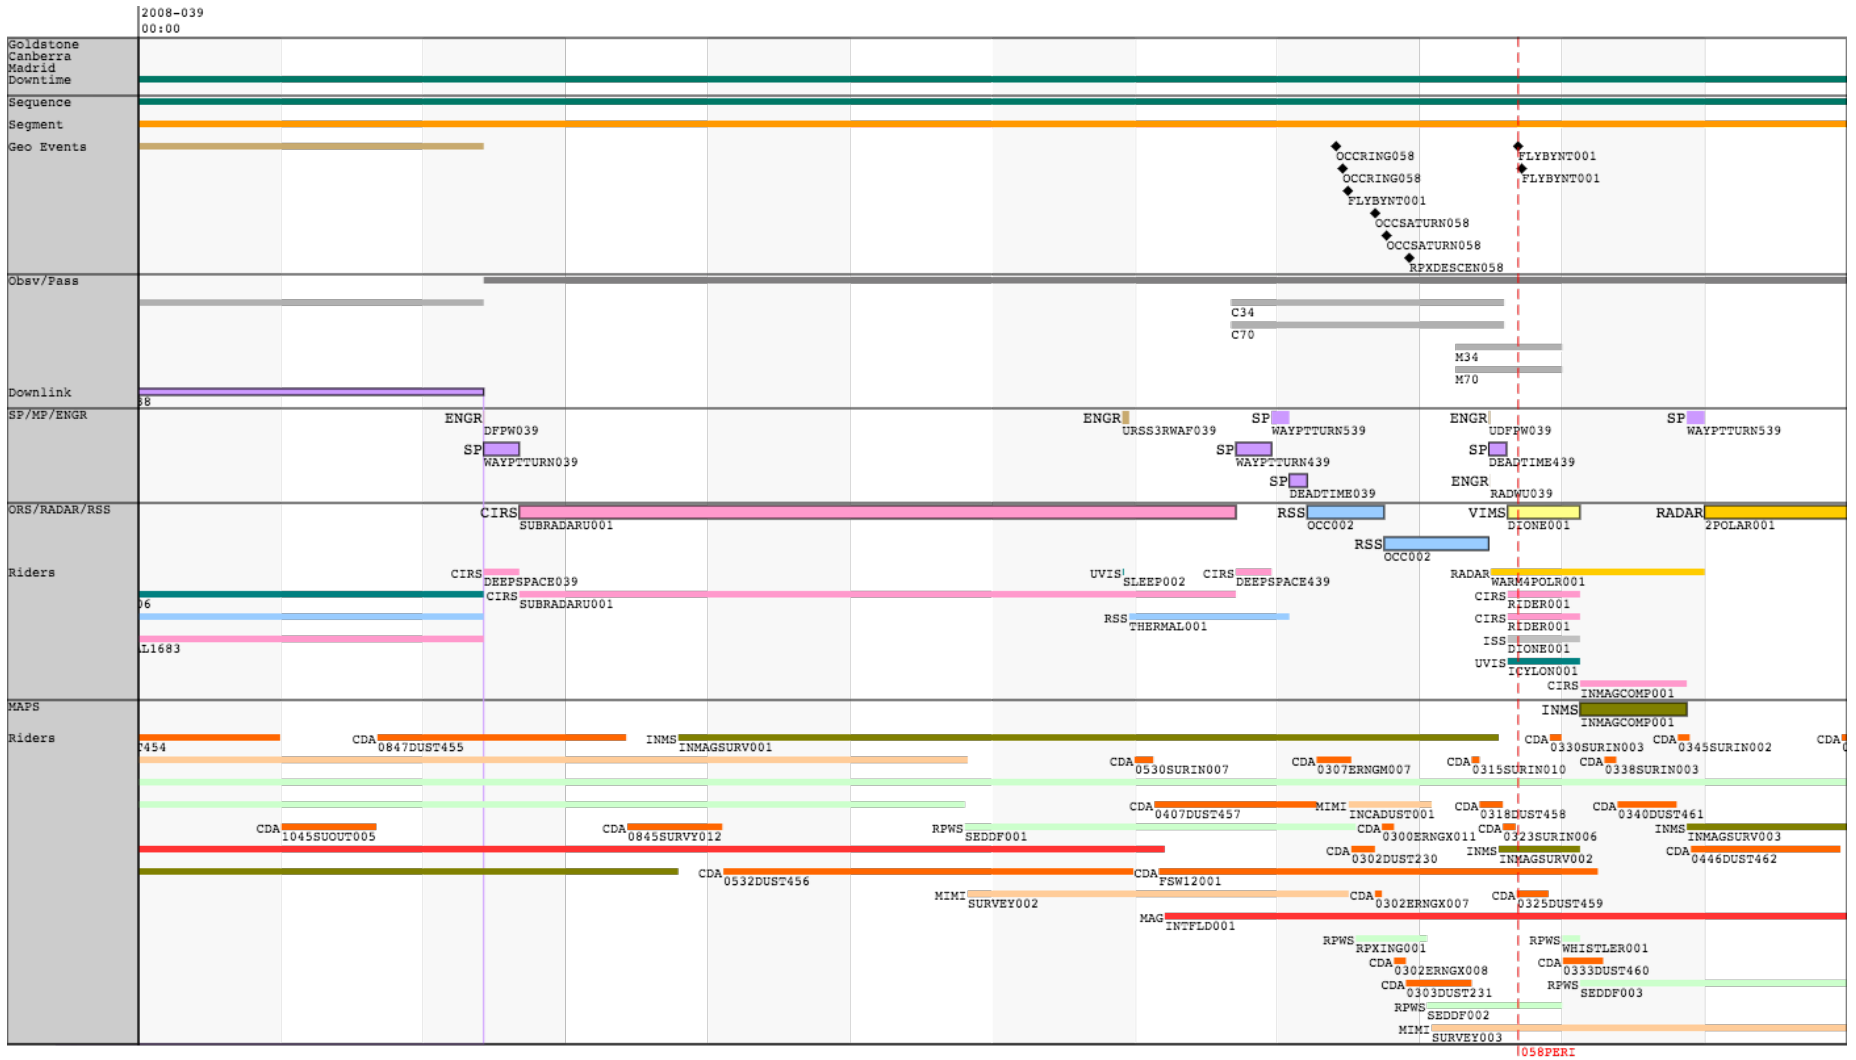 2008-039
00:00
Goldstone
Canberra
Madrid
Downtime
Sequence
Segment
Geo Events
OCCRING058
FLYBYNT001
OCCRING058
FLYBYNT001
FLYBYNT001
OCCSATURN058
OCCSATURN058
RPXDESCEN058
Obsv/Pass
C34
C70
M34
M70
Downlink
38
SP/MP/ENGR
ENGR ENGR SP ENGR SP
DFPW039 URSS3RWAF039 WAYPTTURN539 UDFPW039 WAYPTTURN539
SP SP SP
WAYPTTURN039 WAYPTTURN439 DEADTIME439
SP ENGR
DEADTIME039 RADWU039
ORS/RADAR/RSS
CIRS RSS VIMS RADAR
SUBRADARU001 OCC002 DIONE001 2POLAR001
RSS
OCC002
Riders
CIRS UVIS CIRS RADAR
DEEPSPACE039 SLEEP002 DEEPSPACE439 WARM4POLR001
CIRS CIRS
06 SUBRADARU001 RIDER001
RSS CIRS
THERMAL001 RIDER001
ISS
L1683 DIONE001
UVIS
ICYLON001
CIRS
INMAGCOMP001
MAPS
INMS
INMAGCOMP001
Riders
CDA INMS CDA CDA CDA
T454 0847DUST455 INMAGSURV001 0330SURIN003 0345SURIN002
CDA CDA CDA CDA
0530SURIN007 0307ERNGM007 0315SURIN010 0338SURIN003
CDA MIMI CDA CDA
0407DUST457 INCADUST001 0318DUST458 0340DUST461
CDA CDA RPWS CDA CDA INMS
1045SUOUT005 0845SURVY012 SEDDF001 0300ERNGX011 0323SURIN006 INMAGSURV003
CDA INMS CDA
0302DUST230 INMAGSURV002 0446DUST462
CDA CDA
0532DUST456 FSW12001
MIMI CDA CDA
SURVEY002 0302ERNGX007 0325DUST459
MAG
INTFLD001
RPWS RPWS
RPXING001 WHISTLER001
CDA CDA
0302ERNGX008 0333DUST460
CDA RPWS
0303DUST231 SEDDF003
RPWS
SEDDF002
MIMI
SURVEY003
058PERI